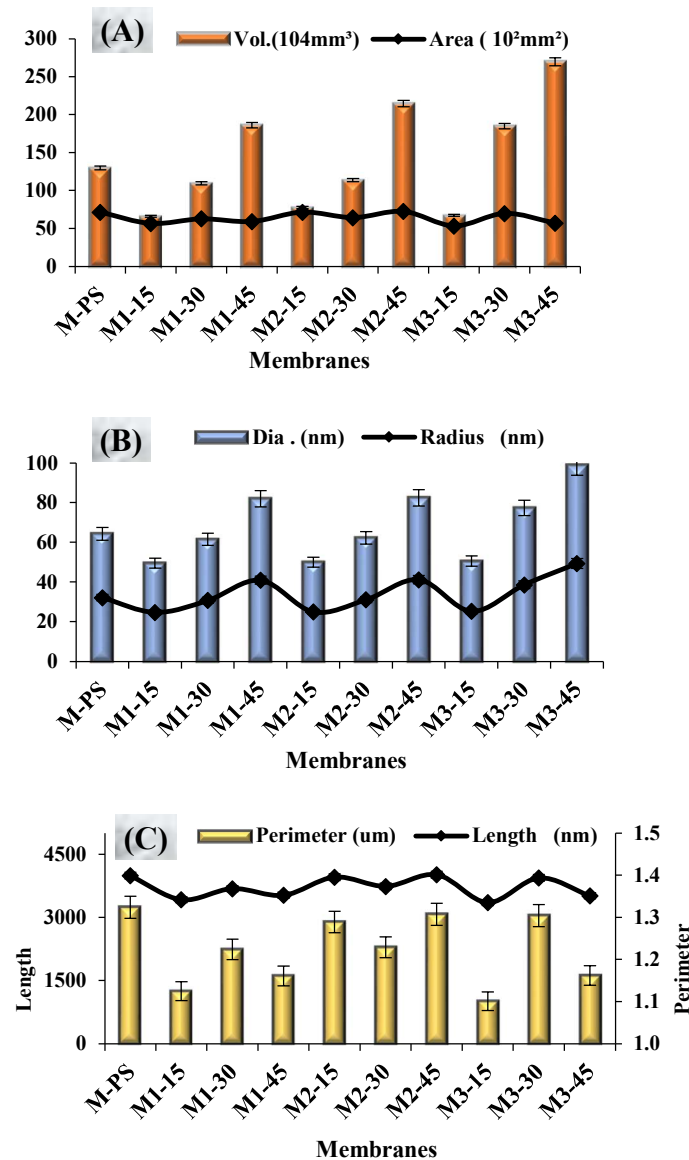 (A)
Vol.(104mm³) Area ( 10²mm²)
300
250
200
150
100
50
0
M-PS M1-15 M1-30 M1-45 M2-15 M2-30 M2-45 M3-15 M3-30 M3-45
Membranes
(B)
Dia . (nm) Radius (nm)
100
80
60
40
20
0
M-PS M1-15 M1-30 M1-45 M2-15 M2-30 M2-45 M3-15 M3-30 M3-45
Membranes
(C)
Perimeter (um) Length (nm)
Length
4500
3000
1500
0
Perimeter
1.5
1.4
1.3
1.2
1.1
1.0
M-PS M1-15 M1-30 M1-45 M2-15 M2-30 M2-45 M3-15 M3-30 M3-45
Membranes